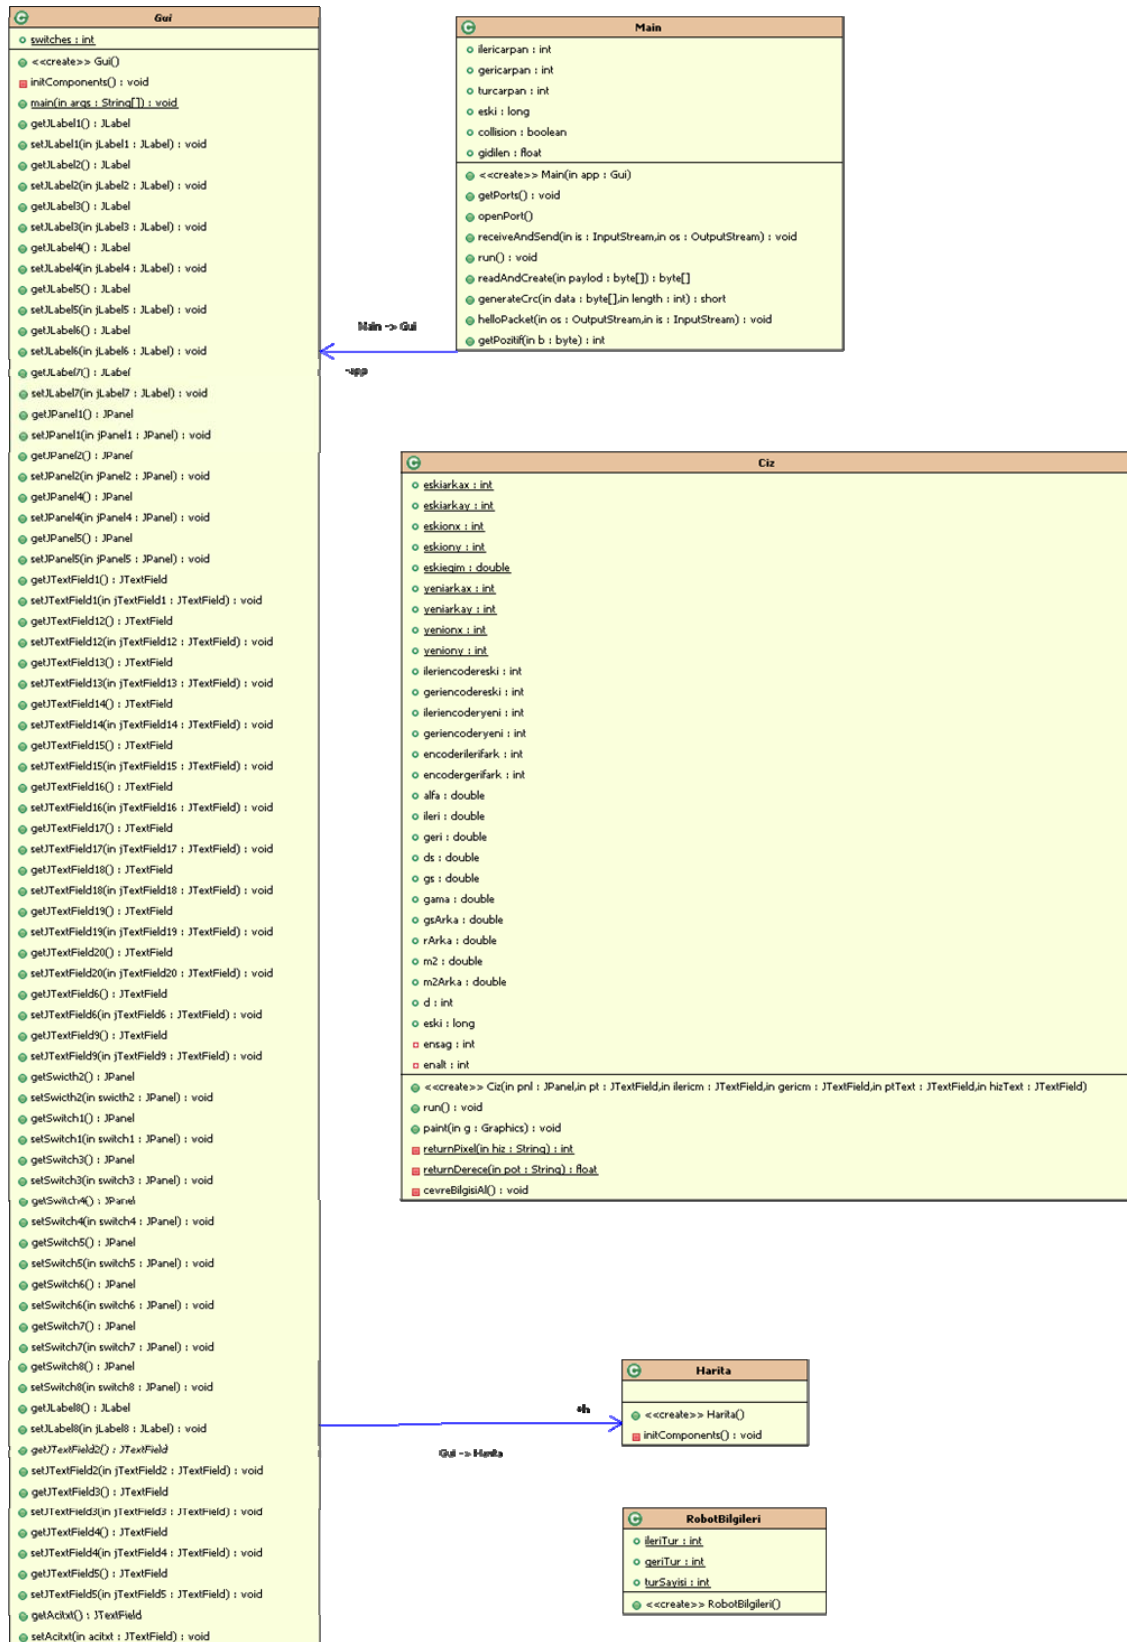 Gui
switches : int
<<create>> Gui()
initComponents() : void
main(in args : String[]) : void
getJLabel1() : JLabel
setJLabel1(in jLabel1 : JLabel) : void
getJLabel2() : JLabel
setJLabel2(in jLabel2 : JLabel) : void
getJLabel3() : JLabel
setJLabel3(in jLabel3 : JLabel) : void
getJLabel4() : JLabel
setJLabel4(in jLabel4 : JLabel) : void
getJLabel5() : JLabel
setJLabel5(in jLabel5 : JLabel) : void
getJLabel6() : JLabel
setJLabel6(in jLabel6 : JLabel) : void
getJLabel7() : JLabel
setJLabel7(in jLabel7 : JLabel) : void
getJPanel1() : JPanel
setJPanel1(in jPanel1 : JPanel) : void
getJPanel2() : JPanel
setJPanel2(in jPanel2 : JPanel) : void
getJPanel4() : JPanel
setJPanel4(in jPanel4 : JPanel) : void
getJPanel5() : JPanel
setJPanel5(in jPanel5 : JPanel) : void
getJTextField1() : JTextField
setJTextField1(in jTextField1 : JTextField) : void
getJTextField12() : JTextField
setJTextField12(in jTextField12 : JTextField) : void
getJTextField13() : JTextField
setJTextField13(in jTextField13 : JTextField) : void
getJTextField14() : JTextField
setJTextField14(in jTextField14 : JTextField) : void
getJTextField15() : JTextField
setJTextField15(in jTextField15 : JTextField) : void
getJTextField16() : JTextField
setJTextField16(in jTextField16 : JTextField) : void
getJTextField17() : JTextField
setJTextField17(in jTextField17 : JTextField) : void
getJTextField18() : JTextField
setJTextField18(in jTextField18 : JTextField) : void
getJTextField19() : JTextField
setJTextField19(in jTextField19 : JTextField) : void
getJTextField20() : JTextField
setJTextField20(in jTextField20 : JTextField) : void
getJTextField6() : JTextField
setJTextField6(in jTextField6 : JTextField) : void
getJTextField9() : JTextField
setJTextField9(in jTextField9 : JTextField) : void
getSwicth2() : JPanel
setSwicth2(in swicth2 : JPanel) : void
getSwitch1() : JPanel
setSwitch1(in switch1 : JPanel) : void
getSwitch3() : JPanel
setSwitch3(in switch3 : JPanel) : void
getSwitch4() : JPanel
setSwitch4(in switch4 : JPanel) : void
getSwitch5() : JPanel
setSwitch5(in switch5 : JPanel) : void
getSwitch6() : JPanel
setSwitch6(in switch6 : JPanel) : void
getSwitch7() : JPanel
setSwitch7(in switch7 : JPanel) : void
getSwitch8() : JPanel
setSwitch8(in switch8 : JPanel) : void
getJLabel8() : JLabel
setJLabel8(in jLabel8 : JLabel) : void
getJTextField2() : JTextField
setJTextField2(in jTextField2 : JTextField) : void
getJTextField3() : JTextField
setJTextField3(in jTextField3 : JTextField) : void
getJTextField4() : JTextField
setJTextField4(in jTextField4 : JTextField) : void
getJTextField5() : JTextField
setJTextField5(in jTextField5 : JTextField) : void
getAcitxt() : JTextField
setAcitxt(in acitxt : JTextField) : void
Main
ilericarpan : int
gericarpan : int
turcarpan : int
eski : long
collision : boolean
gidilen : float
<<create>> Main(in app : Gui)
getPorts() : void
openPort()
receiveAndSend(in is : InputStream,in os : OutputStream) : void
run() : void
readAndCreate(in paylod : byte[]) : byte[]
generateCrc(in data : byte[],in length : int) : short
helloPacket(in os : OutputStream,in is : InputStream) : void
getPozitif(in b : byte) : int
Main -> Gui
-app
Ciz
eskiarkax : int
eskiarkay : int
eskionx : int
eskiony : int
eskiegim : double
yeniarkax : int
yeniarkay : int
yenionx : int
yeniony : int
ileriencodereski : int
geriencodereski : int
ileriencoderyeni : int
geriencoderyeni : int
encoderilerifark : int
encodergerifark : int
alfa : double
ileri : double
geri : double
ds : double
gs : double
gama : double
gsArka : double
rArka : double
m2 : double
m2Arka : double
d : int
eski : long
ensag : int
enalt : int
<<create>> Ciz(in pnl : JPanel,in pt : JTextField,in ilericm : JTextField,in gericm : JTextField,in ptText : JTextField,in hizText : JTextField)
run() : void
paint(in g : Graphics) : void
returnPixel(in hiz : String) : int
returnDerece(in pot : String) : float
cevreBilgisiAl() : void
Harita
<<create>> Harita()
initComponents() : void
Gui -> Harita
RobotBilgileri
ileriTur : int
geriTur : int
turSayisi : int
<<create>> RobotBilgileri()